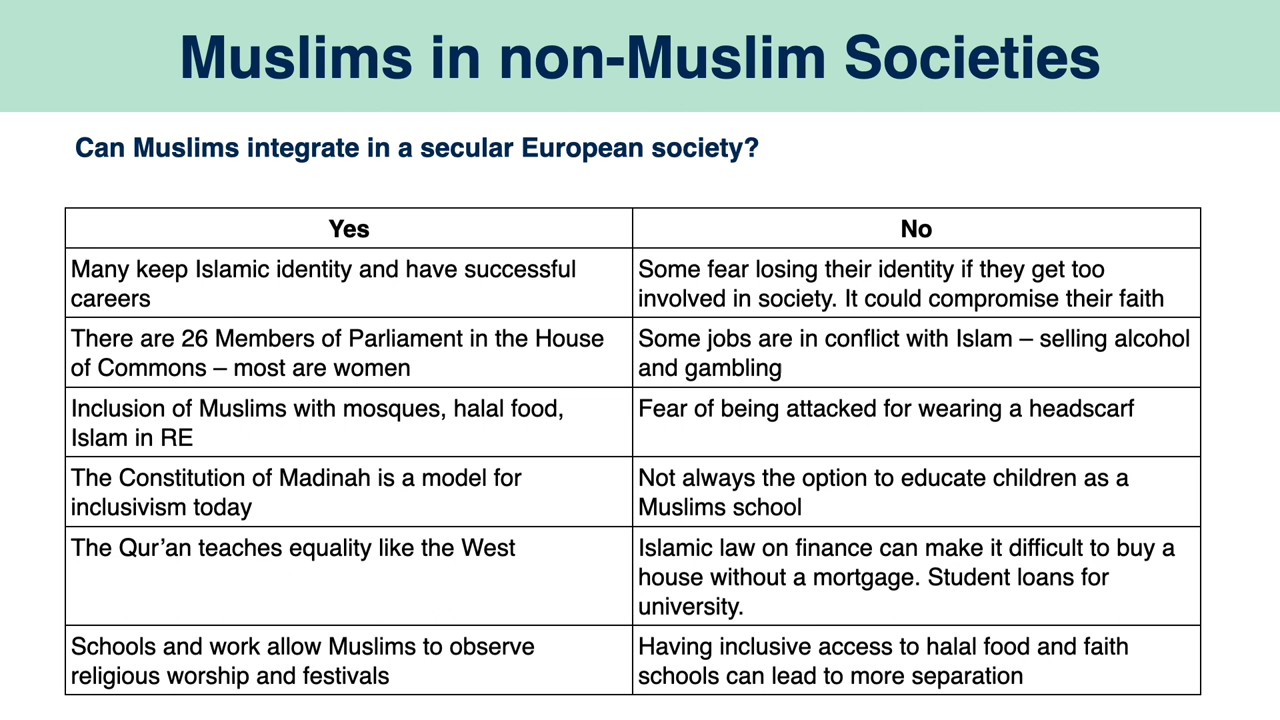 Muslims in non-Muslim Societies
Can Muslims integrate in a secular European society?
Yes
No
Many keep Islamic identity and have successful
careers
Some fear losing their identity if they get too
involved in society. It could compromise their faith
There are 26 Members of Parliament in the House
of Commons – most are women
Some jobs are in conflict with Islam – selling alcohol
and gambling
Inclusion of Muslims with mosques, halal food,
Islam in RE
Fear of being attacked for wearing a headscarf
The Constitution of Madinah is a model for
inclusivism today
Not always the option to educate children as a
Muslims school
The Qur’an teaches equality like the West
Islamic law on finance can make it difficult to buy a
house without a mortgage. Student loans for
university.
Schools and work allow Muslims to observe
religious worship and festivals
Having inclusive access to halal food and faith
schools can lead to more separation